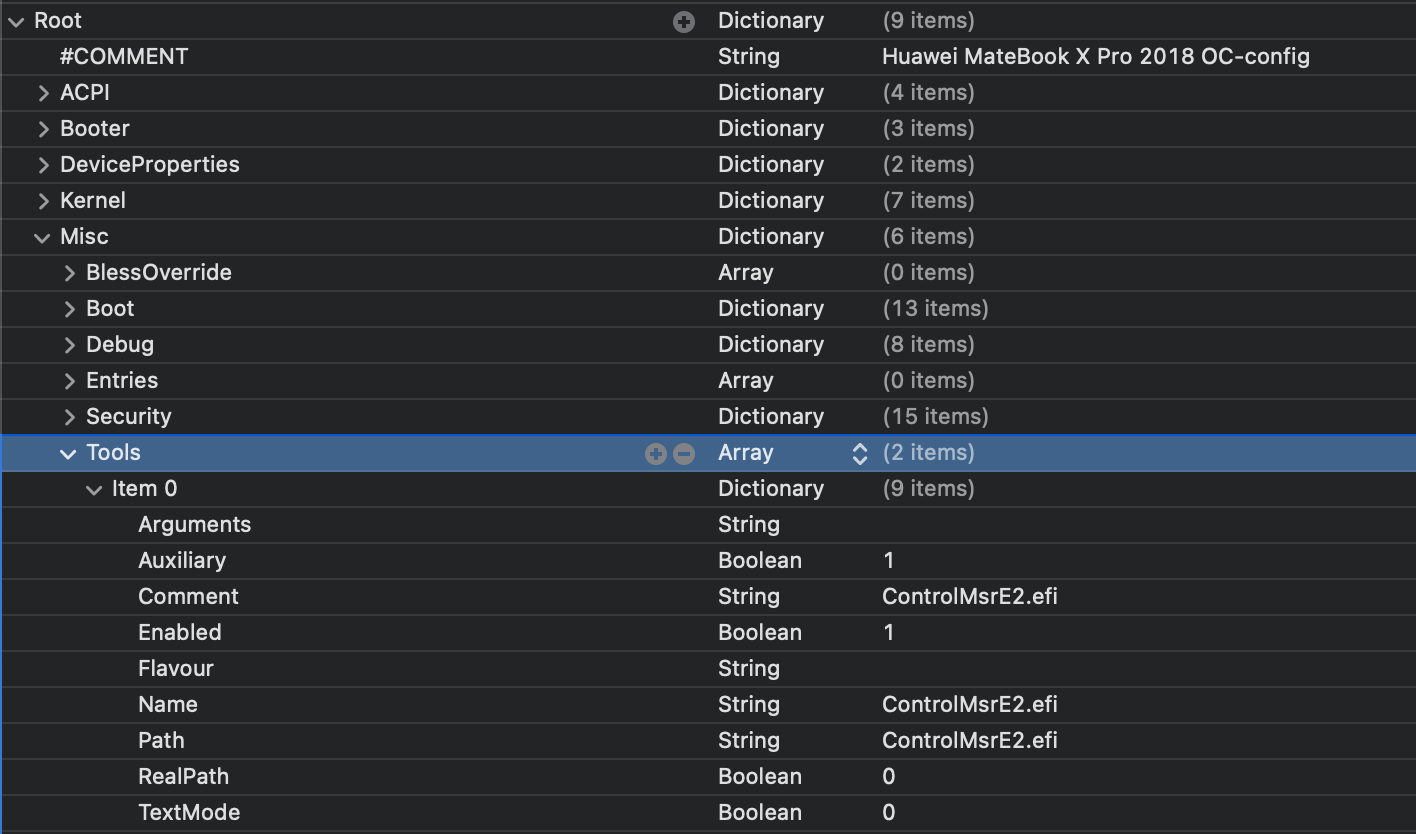 Root Dictionary (9 items)
#COMMENT String Huawei MateBook X Pro 2018 OC-config
ACPI Dictionary (4 items)
Booter Dictionary (3 items)
DeviceProperties Dictionary (2 items)
Kernel Dictionary (7 items)
Misc Dictionary (6 items)
BlessOverride Array (0 items)
Boot Dictionary (13 items)
Debug Dictionary (8 items)
Entries Array (0 items)
Security Dictionary (15 items)
Tools Array (2 items)
Item 0 Dictionary (9 items)
Arguments String
Auxiliary Boolean 1
Comment String ControlMsrE2.efi
Enabled Boolean 1
Flavour String
Name String ControlMsrE2.efi
Path String ControlMsrE2.efi
RealPath Boolean 0
TextMode Boolean 0